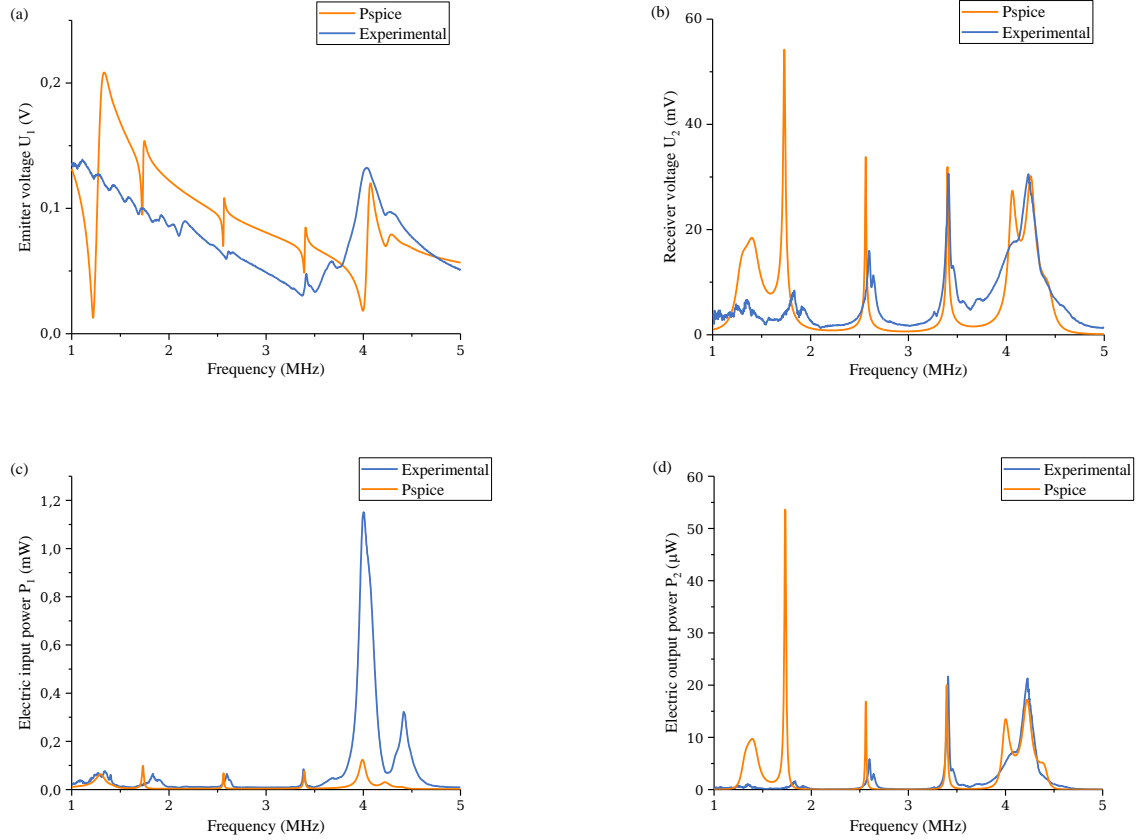 (a)
Pspice
Experimental
Emitter voltage U₁ (V)
0,2
0,1
0,0
1 2 3 4 5
Frequency (MHz)
(b)
Pspice
Experimental
Receiver voltage U₂ (mV)
60
40
20
0
1 2 3 4 5
Frequency (MHz)
(c)
Experimental
Pspice
Electric input power P₁ (mW)
1,2
1,0
0,8
0,6
0,4
0,2
0,0
1 2 3 4 5
Frequency (MHz)
(d)
Experimental
Pspice
Electric output power P₂ (μW)
60
50
40
30
20
10
0
1 2 3 4 5
Frequency (MHz)